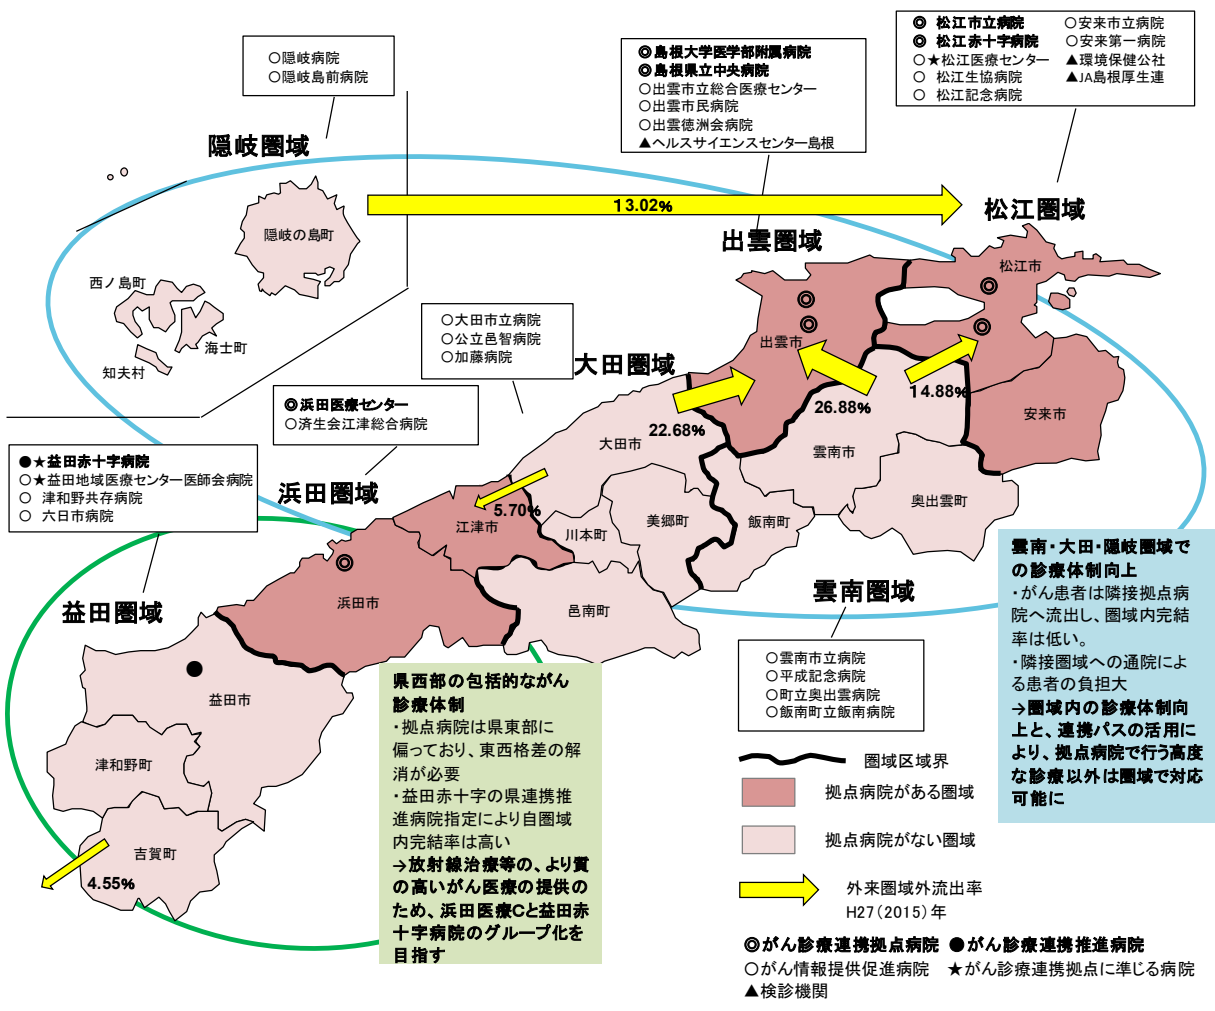 ◎ 松江市立病院
◎ 松江赤十字病院
○★松江医療センター
○ 松江生協病院
○ 松江記念病院
○安来市立病院
○安来第一病院
▲環境保健公社
▲JA島根厚生連
○隠岐病院
○隠岐島前病院
◎島根大学医学部附属病院
◎島根県立中央病院
○出雲市立総合医療センター
○出雲市民病院
○出雲徳洲会病院
▲ヘルスサイエンスセンター島根
隠岐圏域
13.02%
松江圏域
出雲圏域
隠岐の島町
西ノ島町
海士町
知夫村
松江市
出雲市
安来市
○大田市立病院
○公立邑智病院
○加藤病院
大田圏域
26.88%
14.88%
22.68%
大田市
雲南市
奥出雲町
◎浜田医療センター
○済生会江津総合病院
●★益田赤十字病院
○★益田地域医療センター医師会病院
○ 津和野共存病院
○ 六日市病院
浜田圏域
5.70%
江津市
川本町
美郷町
飯南町
浜田市
邑南町
益田圏域
雲南圏域
益田市
津和野町
吉賀町
4.55%
雲南・大田・隠岐圏域で
の診療体制向上
・がん患者は隣接拠点病
院へ流出し、圏域内完結
率は低い。
・隣接圏域への通院によ
る患者の負担大
→圏域内の診療体制向
上と、連携パスの活用によ
り、拠点病院で行う高度
な診療以外は圏域で対応
可能に
○雲南市立病院
○平成記念病院
○町立奥出雲病院
○飯南町立飯南病院
県西部の包括的ながん
診療体制
・拠点病院は県東部に
偏っており、東西格差の解
消が必要
・益田赤十字の県連携推
進病院指定により自圏域
内完結率は高い
→放射線治療等の、より質
の高いがん医療の提供の
ため、浜田医療Cと益田赤
十字病院のグループ化を
目指す
圏域区域界
拠点病院がある圏域
拠点病院がない圏域
外来圏域外流出率
H27(2015)年
◎がん診療連携拠点病院 ●がん診療連携推進病院
○がん情報提供促進病院 ★がん診療連携拠点に準じる病院
▲検診機関